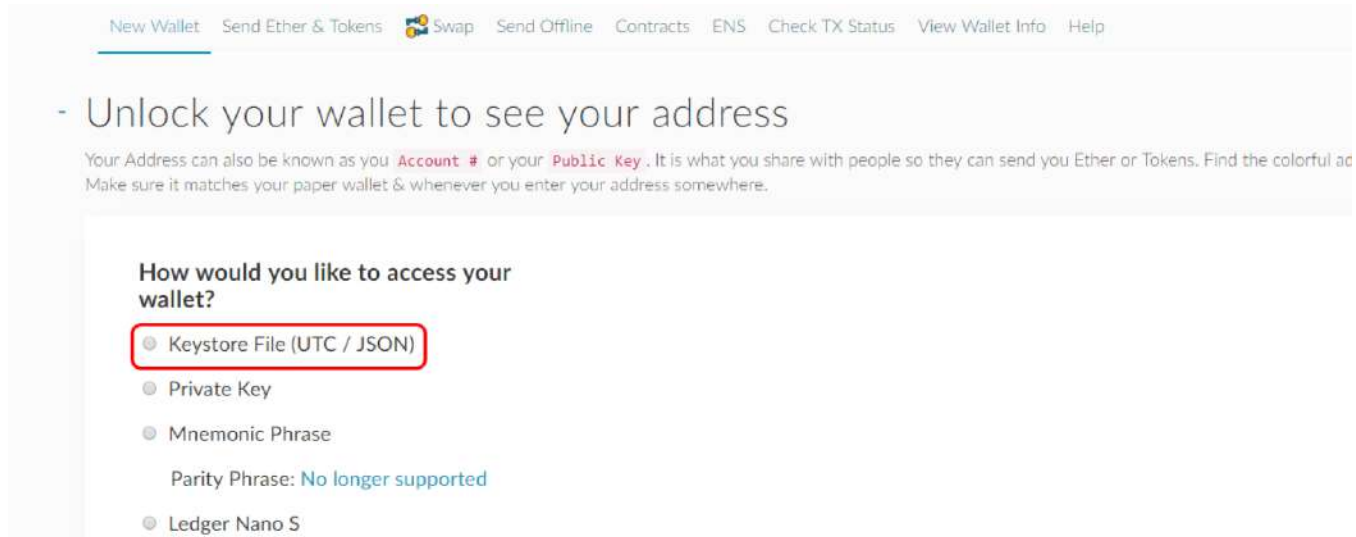 New Wallet Send Ether & Tokens Swap Send Offline Contracts ENS Check TX Status View Wallet Info Help
- Unlock your wallet to see your address
Your Address can also be known as you Account # or your Public Key. It is what you share with people so they can send you Ether or Tokens. Find the colorful
Make sure it matches your paper wallet & whenever you enter your address somewhere.
How would you like to access your
wallet?
Keystore File (UTC / JSON)
Private Key
Mnemonic Phrase
Parity Phrase: No longer supported
Ledger Nano S